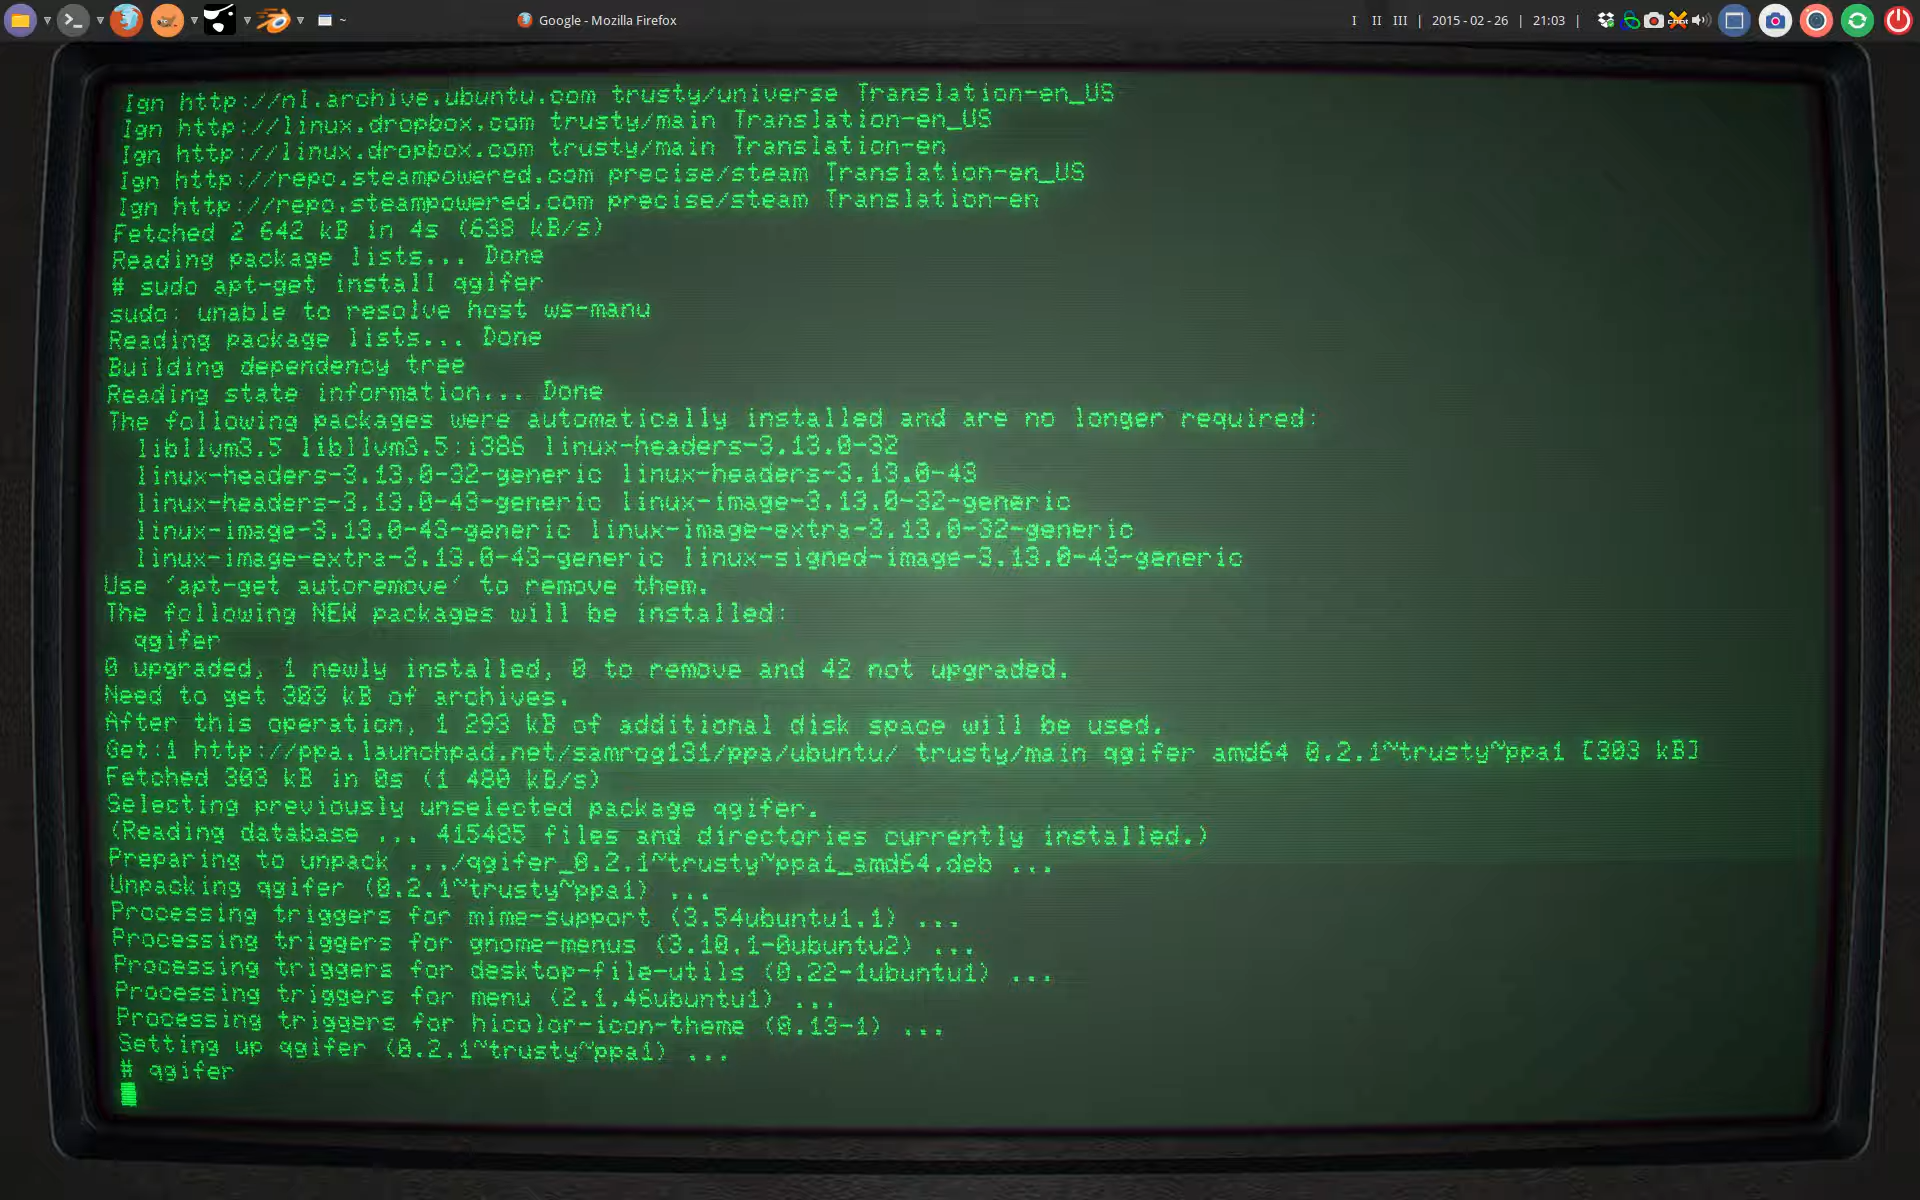 ~ Google - Mozilla Firefox I II III | 2015 - 02 - 26 | 21:03 |
Ign http://nl.archive.ubuntu.com trusty/universe Translation-en_US
Ign http://linux.dropbox.com trusty/main Translation-en_US
Ign http://linux.dropbox.com trusty/main Translation-en
Ign http://repo.steampowered.com precise/steam Translation-en_US
Ign http://repo.steampowered.com precise/steam Translation-en
Fetched 2 642 kB in 4s (638 kB/s)
Reading package lists... Done
# sudo apt-get install qgifer
sudo: unable to resolve host ws-manu
Reading package lists... Done
Building dependency tree
Reading state information... Done
The following packages were automatically installed and are no longer required:
libllvm3.5 libllvm3.5:i386 linux-headers-3.13.0-32
linux-headers-3.13.0-32-generic linux-headers-3.13.0-43
linux-headers-3.13.0-43-generic linux-image-3.13.0-32-generic
linux-image-3.13.0-43-generic linux-image-extra-3.13.0-32-generic
linux-image-extra-3.13.0-43-generic linux-signed-image-3.13.0-43-generic
Use 'apt-get autoremove' to remove them.
The following NEW packages will be installed:
qgifer
0 upgraded, 1 newly installed, 0 to remove and 42 not upgraded.
Need to get 303 kB of archives.
After this operation, 1 293 kB of additional disk space will be used.
Get:1 http://ppa.launchpad.net/samrog131/ppa/ubuntu/ trusty/main qgifer amd64 0.2.1~trusty~ppa1 [303 kB]
Fetched 303 kB in 0s (1 480 kB/s)
Selecting previously unselected package qgifer.
(Reading database ... 415485 files and directories currently installed.)
Preparing to unpack .../qgifer_0.2.1~trusty~ppa1_amd64.deb ...
Unpacking qgifer (0.2.1~trusty~ppa1) ...
Processing triggers for mime-support (3.54ubuntu1.1) ...
Processing triggers for gnome-menus (3.10.1-0ubuntu2) ...
Processing triggers for desktop-file-utils (0.22-1ubuntu1) ...
Processing triggers for menu (2.1.46ubuntu1) ...
Processing triggers for hicolor-icon-theme (0.13-1) ...
Setting up qgifer (0.2.1~trusty~ppa1) ...
# qgifer